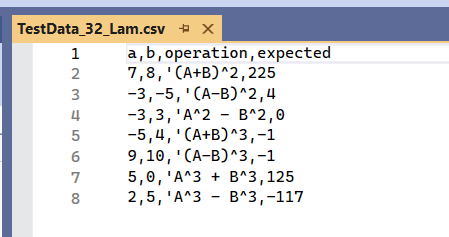 TestData_32_Lam.csv
1 a,b,operation,expected
2 7,8,'(A+B)^2,225
3 -3,-5,'(A-B)^2,4
4 -3,3,'A^2 - B^2,0
5 -5,4,'(A+B)^3,-1
6 9,10,'(A-B)^3,-1
7 5,0,'A^3 + B^3,125
8 2,5,'A^3 - B^3,-117